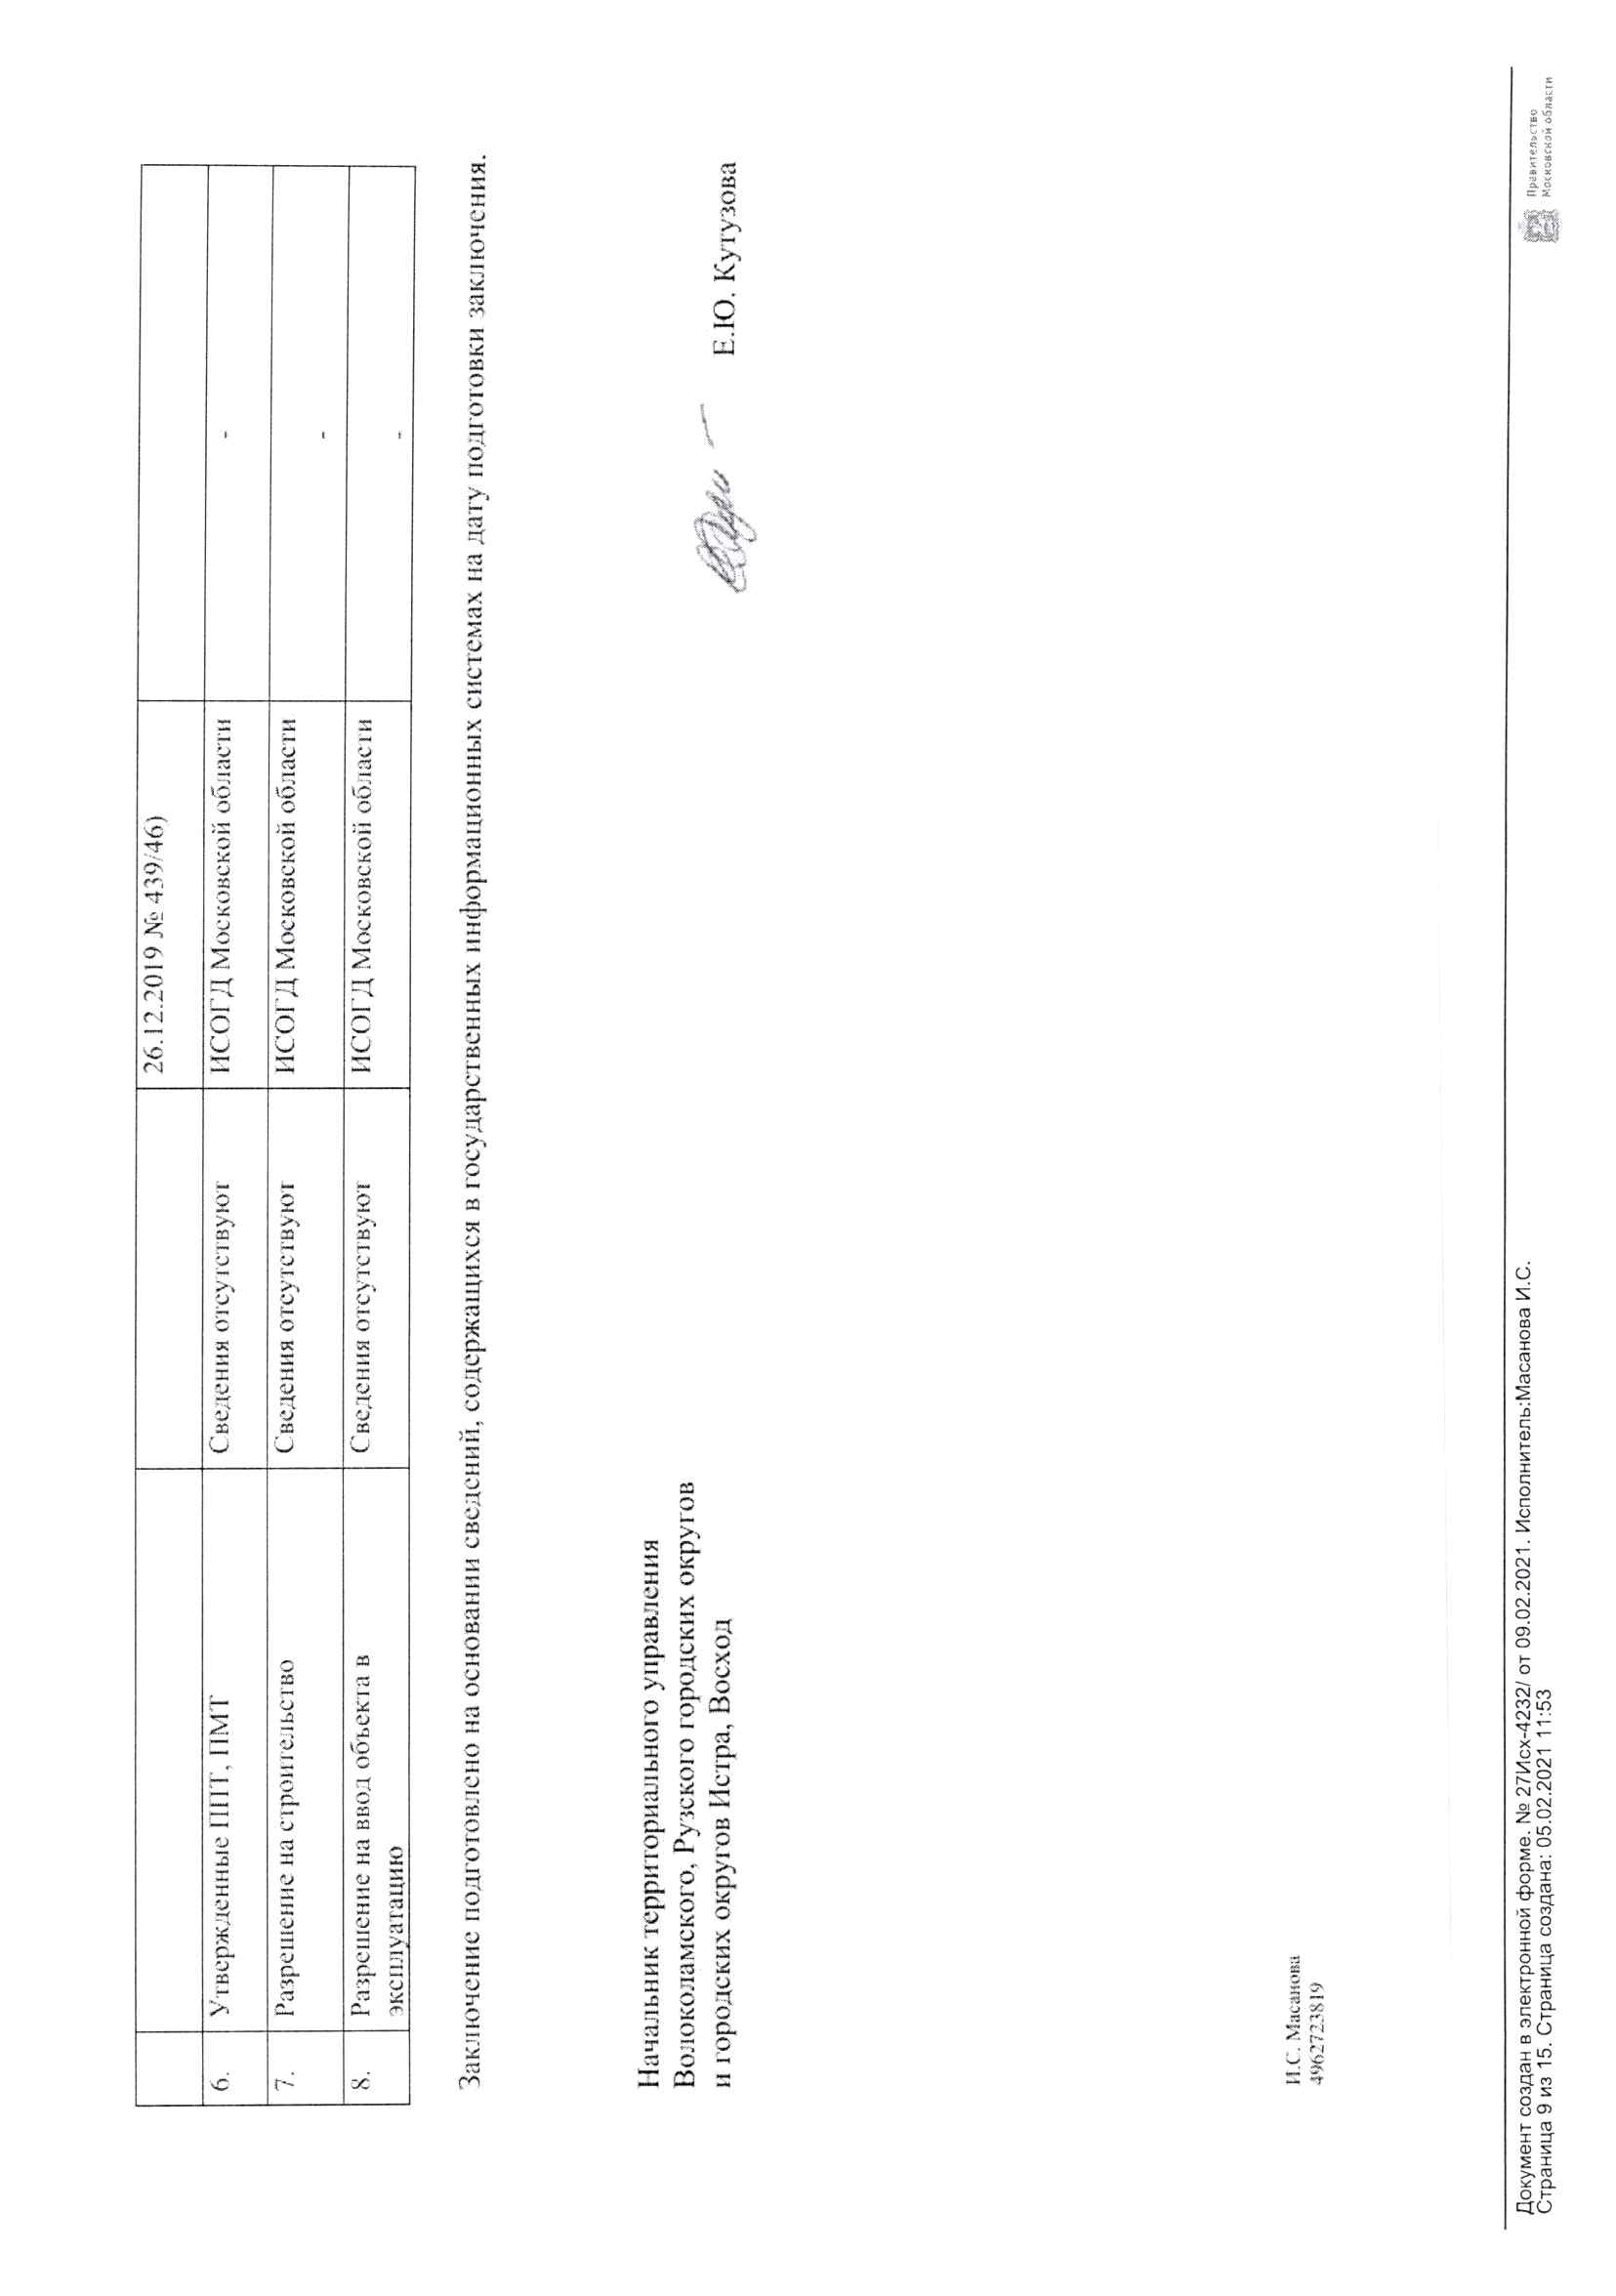 26.12.2019 № 439/46)
6. Утвержденные ППТ, ПМТ Сведения отсутствуют ИСОГД Московской области -
7. Разрешение на строительство Сведения отсутствуют ИСОГД Московской области -
8. Разрешение на ввод объекта в Сведения отсутствуют ИСОГД Московской области
эксплуатацию -
Заключение подготовлено на основании сведений, содержащихся в государственных информационных системах на дату подготовки заключения.
Начальник территориального управления
Волоколамского, Рузского городских округов
и городских округов Истра, Восход Е.Ю. Кутузова
И.С. Масанова
4962723819
Документ создан в электронной форме. № 27Исх-4232/ от 09.02.2021. Исполнитель:Масанова И.С.
Страница 9 из 15. Страница создана: 05.02.2021 11:53
Правительство
Московской области